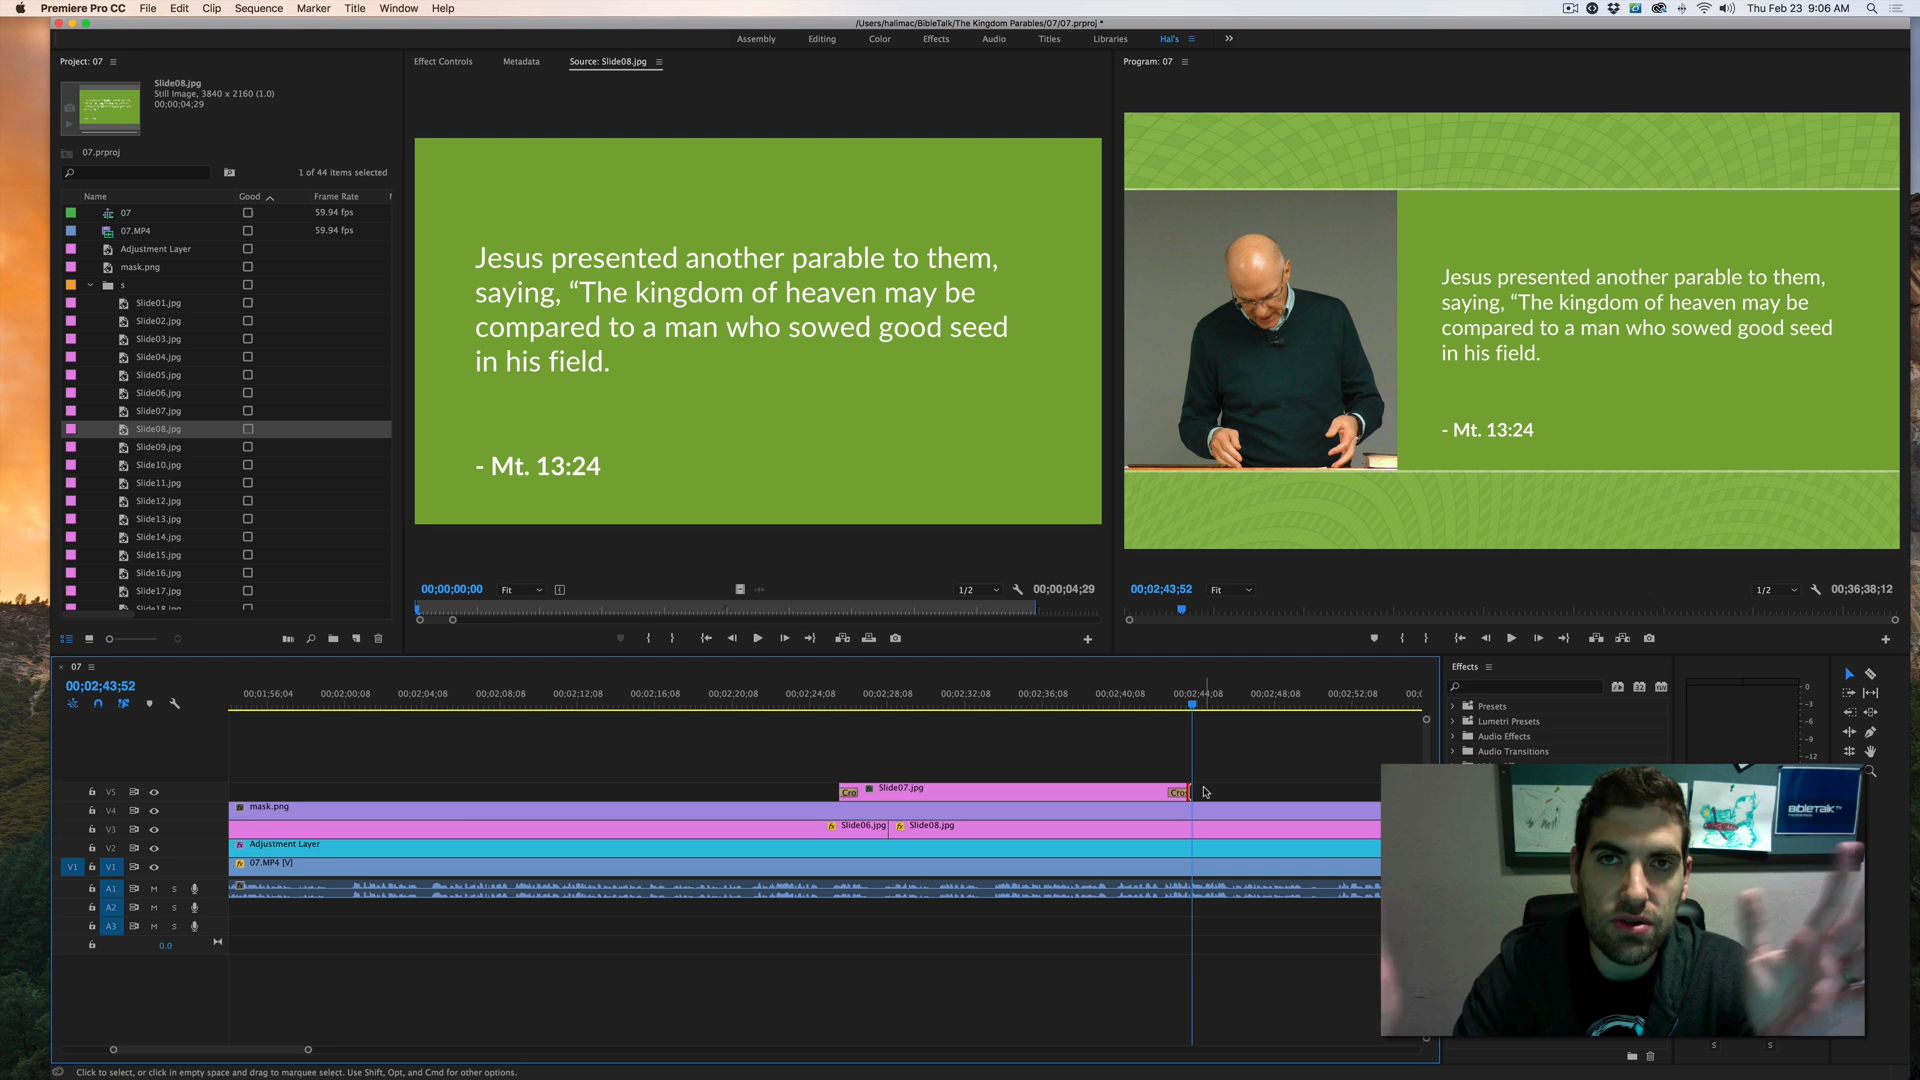 Premiere Pro CC File Edit Clip Sequence Marker Title Window Help
Thu Feb 23 9:06 AM
/Users/halimac/BibleTalk/The Kingdom Parables/07/07.prproj *
Assembly Editing Color Effects Audio Titles Libraries Hal's
Project: 07
Slide08.jpg
Still Image, 3840 x 2160 (1.0)
00;00;04;29
07.prproj
1 of 44 items selected
Name Good Frame Rate
07 59.94 fps
07.MP4 59.94 fps
Adjustment Layer
mask.png
s
Slide01.jpg
Slide02.jpg
Slide03.jpg
Slide04.jpg
Slide05.jpg
Slide06.jpg
Slide07.jpg
Slide08.jpg
Slide09.jpg
Slide10.jpg
Slide11.jpg
Slide12.jpg
Slide13.jpg
Slide14.jpg
Slide15.jpg
Slide16.jpg
Slide17.jpg
Slide18.jpg
Effect Controls Metadata Source: Slide08.jpg
Jesus presented another parable to them,
saying, “The kingdom of heaven may be
compared to a man who sowed good seed
in his field.
- Mt. 13:24
00;00;00;00 Fit 1/2 00;00;04;29
Program: 07
Jesus presented another parable to them,
saying, “The kingdom of heaven may be
compared to a man who sowed good seed
in his field.
- Mt. 13:24
00;02;43;52 Fit 1/2 00;36;38;12
07
00;02;43;52
00;01;56;04 00;02;00;08 00;02;04;08 00;02;08;08 00;02;12;08 00;02;16;08 00;02;20;08 00;02;24;08 00;02;28;08 00;02;32;08 00;02;36;08 00;02;40;08 00;02;44;08 00;02;48;08 00;02;52;08 00;0
V5 Cro Slide07.jpg Cros
V4 mask.png
V3 Slide06.jpg Slide08.jpg
V2 Adjustment Layer
V1 V1 07.MP4 [V]
A1 M S
A2 M S
A3 M S
0.0
Effects
Presets
Lumetri Presets
Audio Effects
Audio Transitions
0
-3
-6
-9
-12
BibleTalk.tv
S S
Click to select, or click in empty space and drag to marquee select. Use Shift, Opt, and Cmd for other options.